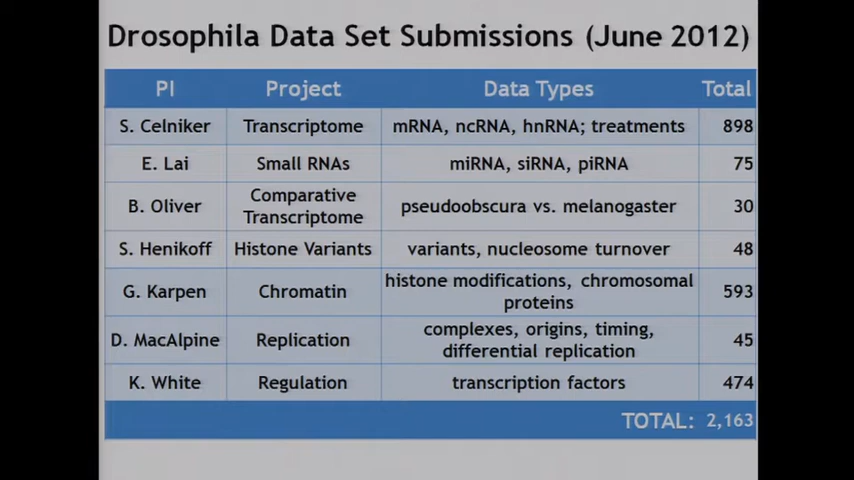 Drosophila Data Set Submissions (June 2012)
PI Project Data Types Total
S. Celniker Transcriptome mRNA, ncRNA, hnRNA; treatments 898
E. Lai Small RNAs miRNA, siRNA, piRNA 75
B. Oliver Comparative Transcriptome pseudoobscura vs. melanogaster 30
S. Henikoff Histone Variants variants, nucleosome turnover 48
G. Karpen Chromatin histone modifications, chromosomal proteins 593
D. MacAlpine Replication complexes, origins, timing, differential replication 45
K. White Regulation transcription factors 474
TOTAL: 2,163